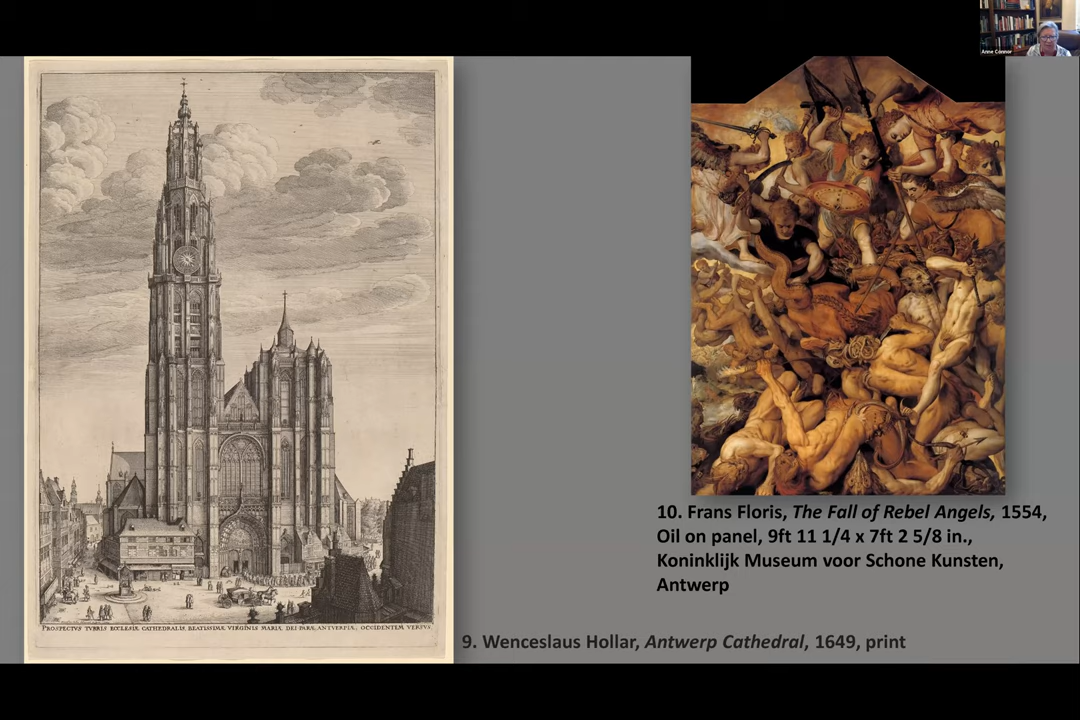 Anne Connor
10. Frans Floris, The Fall of Rebel Angels, 1554,
Oil on panel, 9ft 11 1/4 x 7ft 2 5/8 in.,
Koninklijk Museum voor Schone Kunsten,
Antwerp
PROSPECTVS TVRRIS ECCLESIÆ CATHEDRALIS BEATISSIMÆ VIRGINIS MARIÆ DEI PARÆ ANTVERPIÆ, OCCIDENTEM VERSVS.
9. Wenceslaus Hollar, Antwerp Cathedral, 1649, print